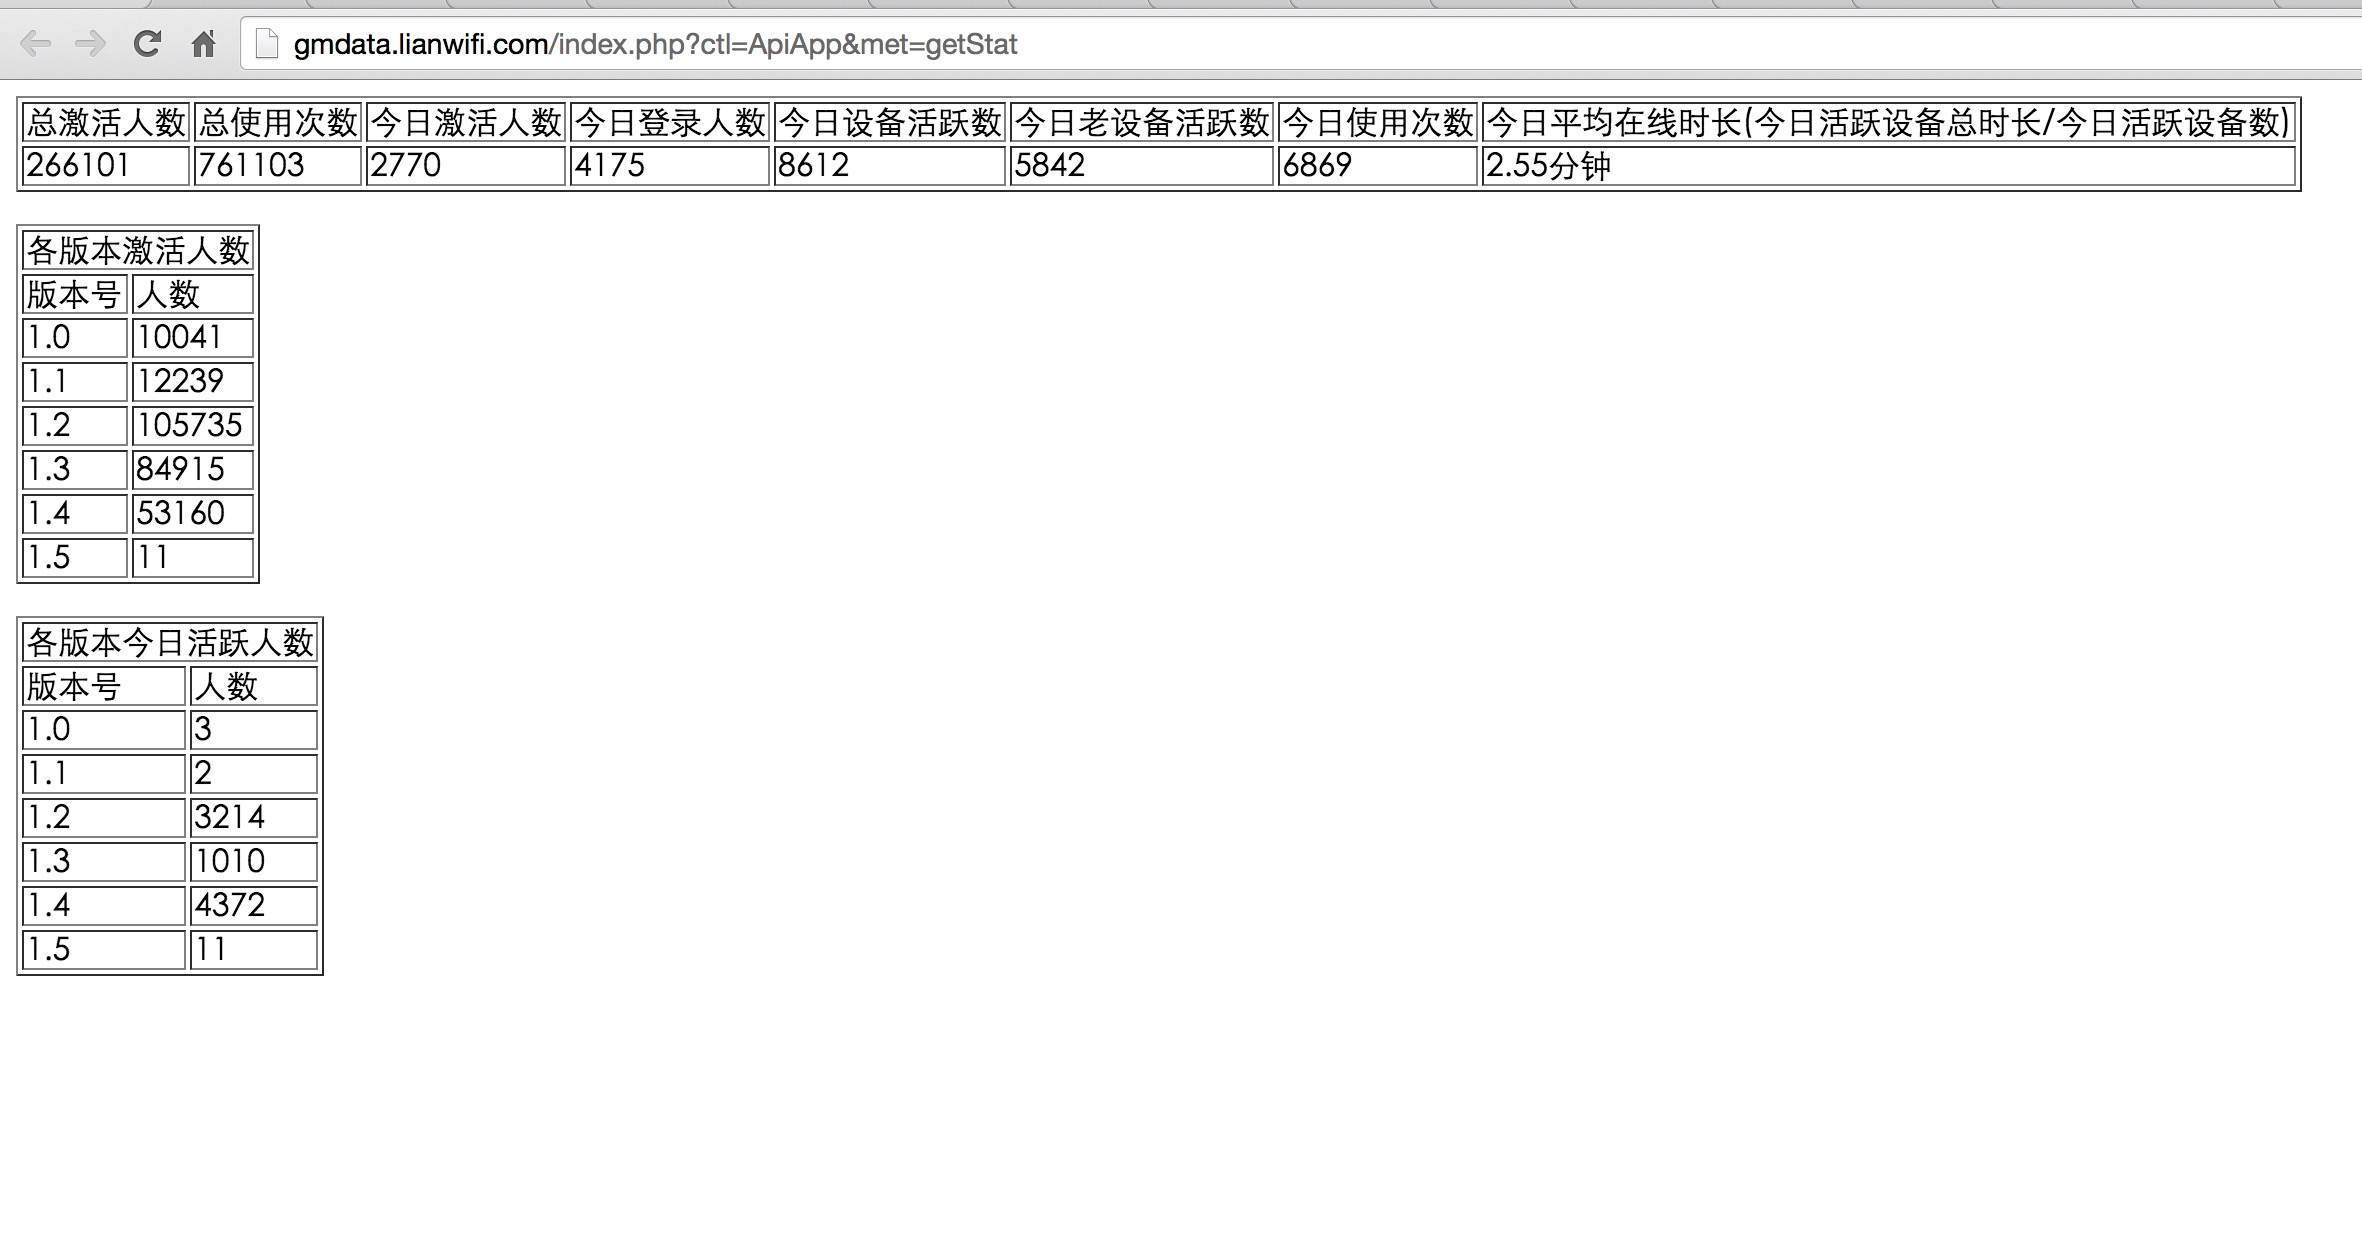 gmdata.lianwifi.com/index.php?ctl=ApiApp&met=getStat
总激活人数 总使用次数 今日激活人数 今日登录人数 今日设备活跃数 今日老设备活跃数 今日使用次数 今日平均在线时长(今日活跃设备总时长/今日活跃设备数)
266101 761103 2770 4175 8612 5842 6869 2.55分钟
各版本激活人数
版本号 人数
1.0 10041
1.1 12239
1.2 105735
1.3 84915
1.4 53160
1.5 11
各版本今日活跃人数
版本号 人数
1.0 3
1.1 2
1.2 3214
1.3 1010
1.4 4372
1.5 11